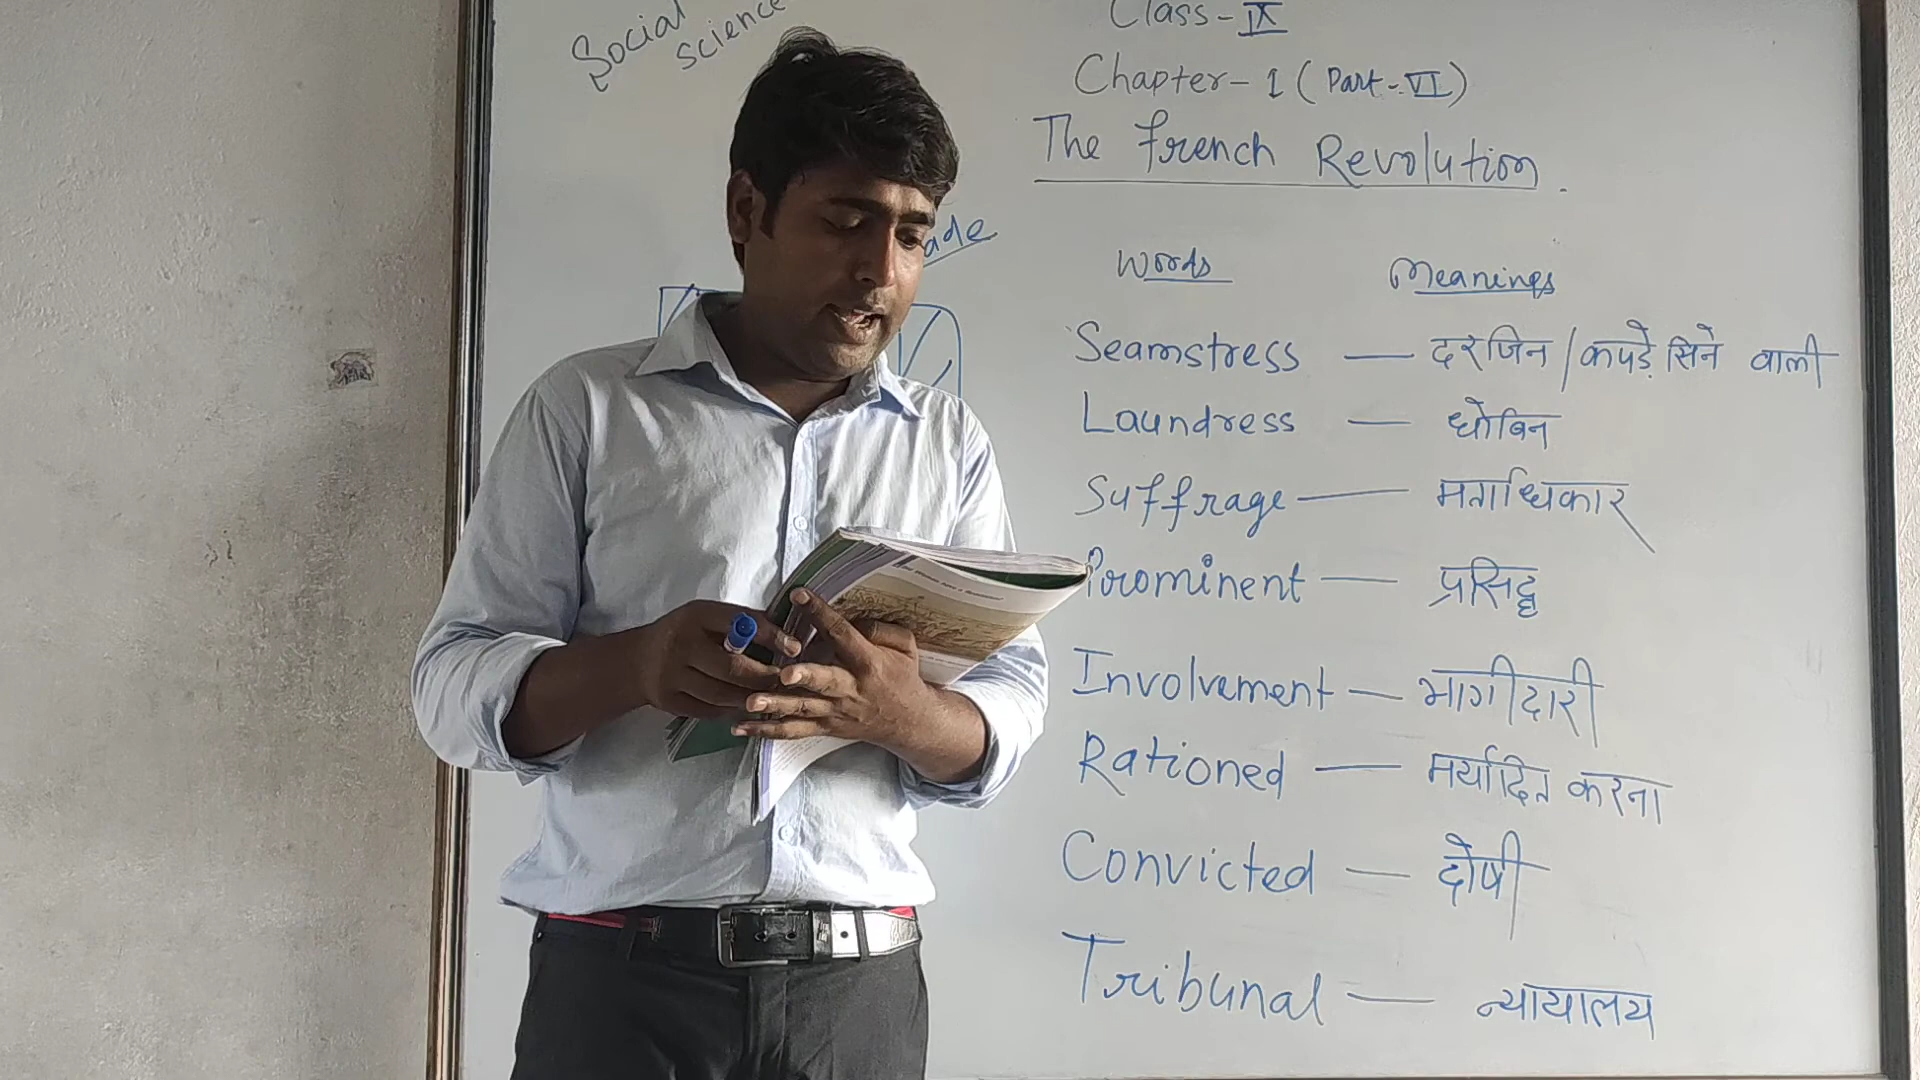 Social
science
Class-IX
Chapter-1 (Part-VI)
The French Revolution.
Words Meanings
Seamstress — दरजिन / कपड़े सिने वाली
Laundress — धोबिन
Suffrage — मताधिकार
Prominent — प्रसिद्ध
Involvement — भागीदारी
Rationed — मर्यादित करना
Convicted — दोषी
Tribunal — न्यायालय